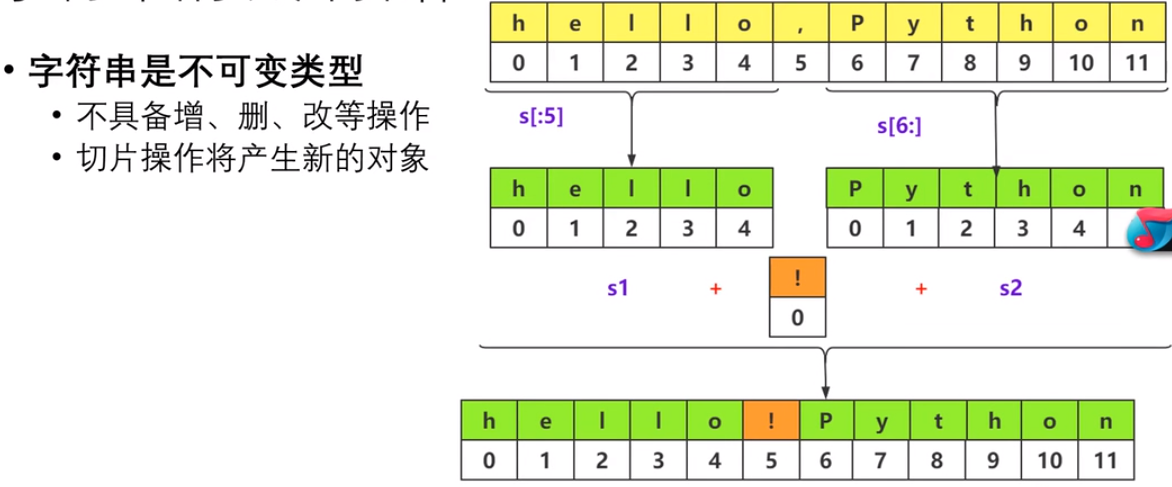 • 字符串是不可变类型
• 不具备增、删、改等操作
• 切片操作将产生新的对象
h e l l o , P y t h o n
0 1 2 3 4 5 6 7 8 9 10 11
s[:5]
s[6:]
h e l l o
0 1 2 3 4
P y t h o n
0 1 2 3 4
s1 + ! + s2
0
h e l l o ! P y t h o n
0 1 2 3 4 5 6 7 8 9 10 11